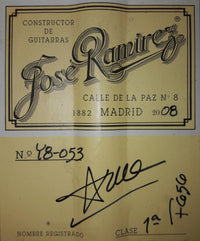 CONSTRUCTOR
DE
GUITARRAS
José Ramírez
CALLE DE LA PAZ Nº 8
1882 MADRID 2008
Nº 48-053
NOMBRE REGISTRADO
CLASE 1ª